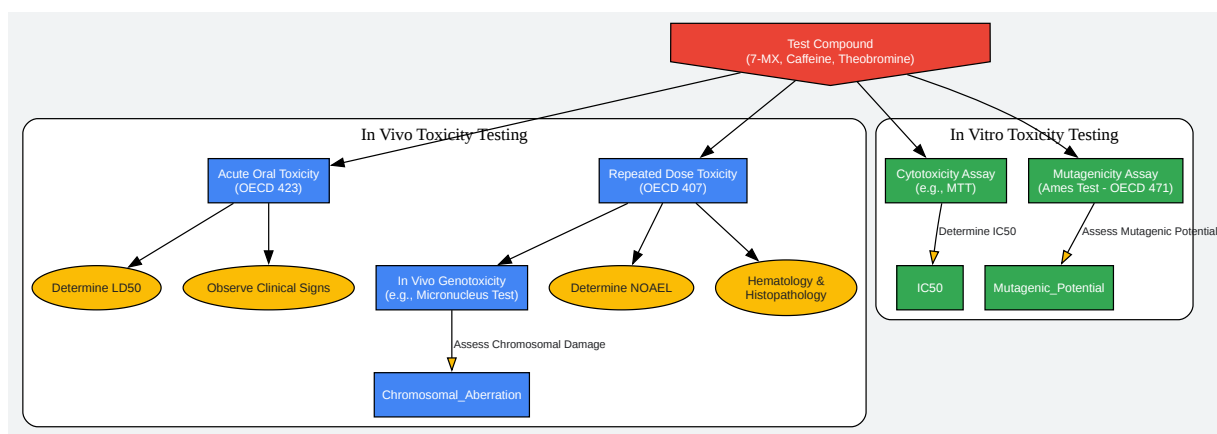 Test Compound
(7-MX, Caffeine, Theobromine)
In Vivo Toxicity Testing
In Vitro Toxicity Testing
Acute Oral Toxicity
(OECD 423)
Repeated Dose Toxicity
(OECD 407)
Cytotoxicity Assay
(e.g., MTT)
Mutagenicity Assay
(Ames Test - OECD 471)
Determine IC50
Assess Mutagenic Potential
Determine LD50
Observe Clinical Signs
In Vivo Genotoxicity
(e.g., Micronucleus Test)
Determine NOAEL
Hematology &
Histopathology
IC50
Mutagenic_Potential
Assess Chromosomal Damage
Chromosomal_Aberration